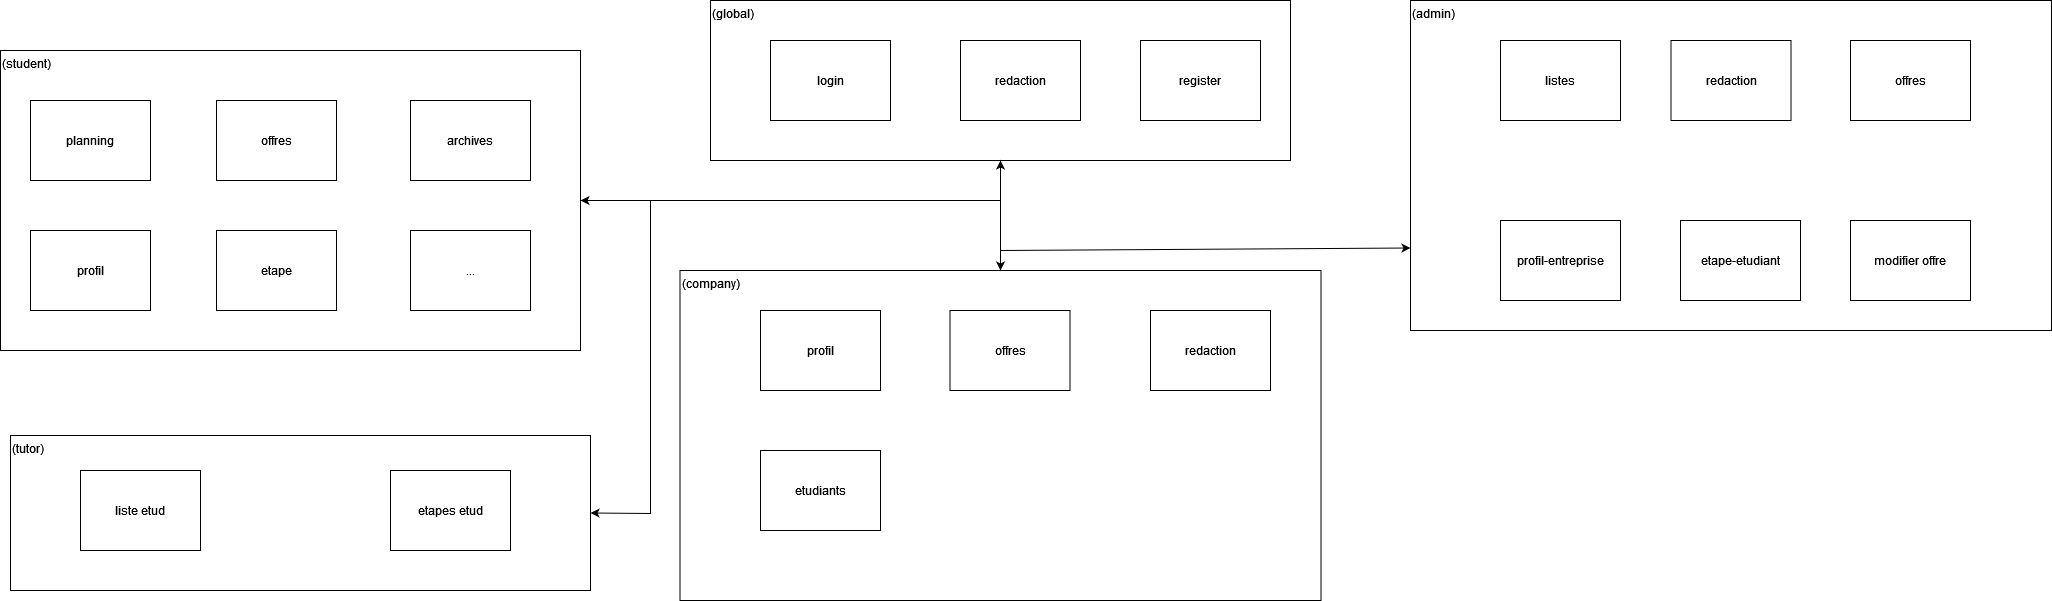 (global)
login
redaction
register
(admin)
listes
redaction
offres
profil-entreprise
etape-etudiant
modifier offre
(student)
planning
offres
archives
profil
etape
...
(company)
profil
offres
redaction
etudiants
(tutor)
liste etud
etapes etud